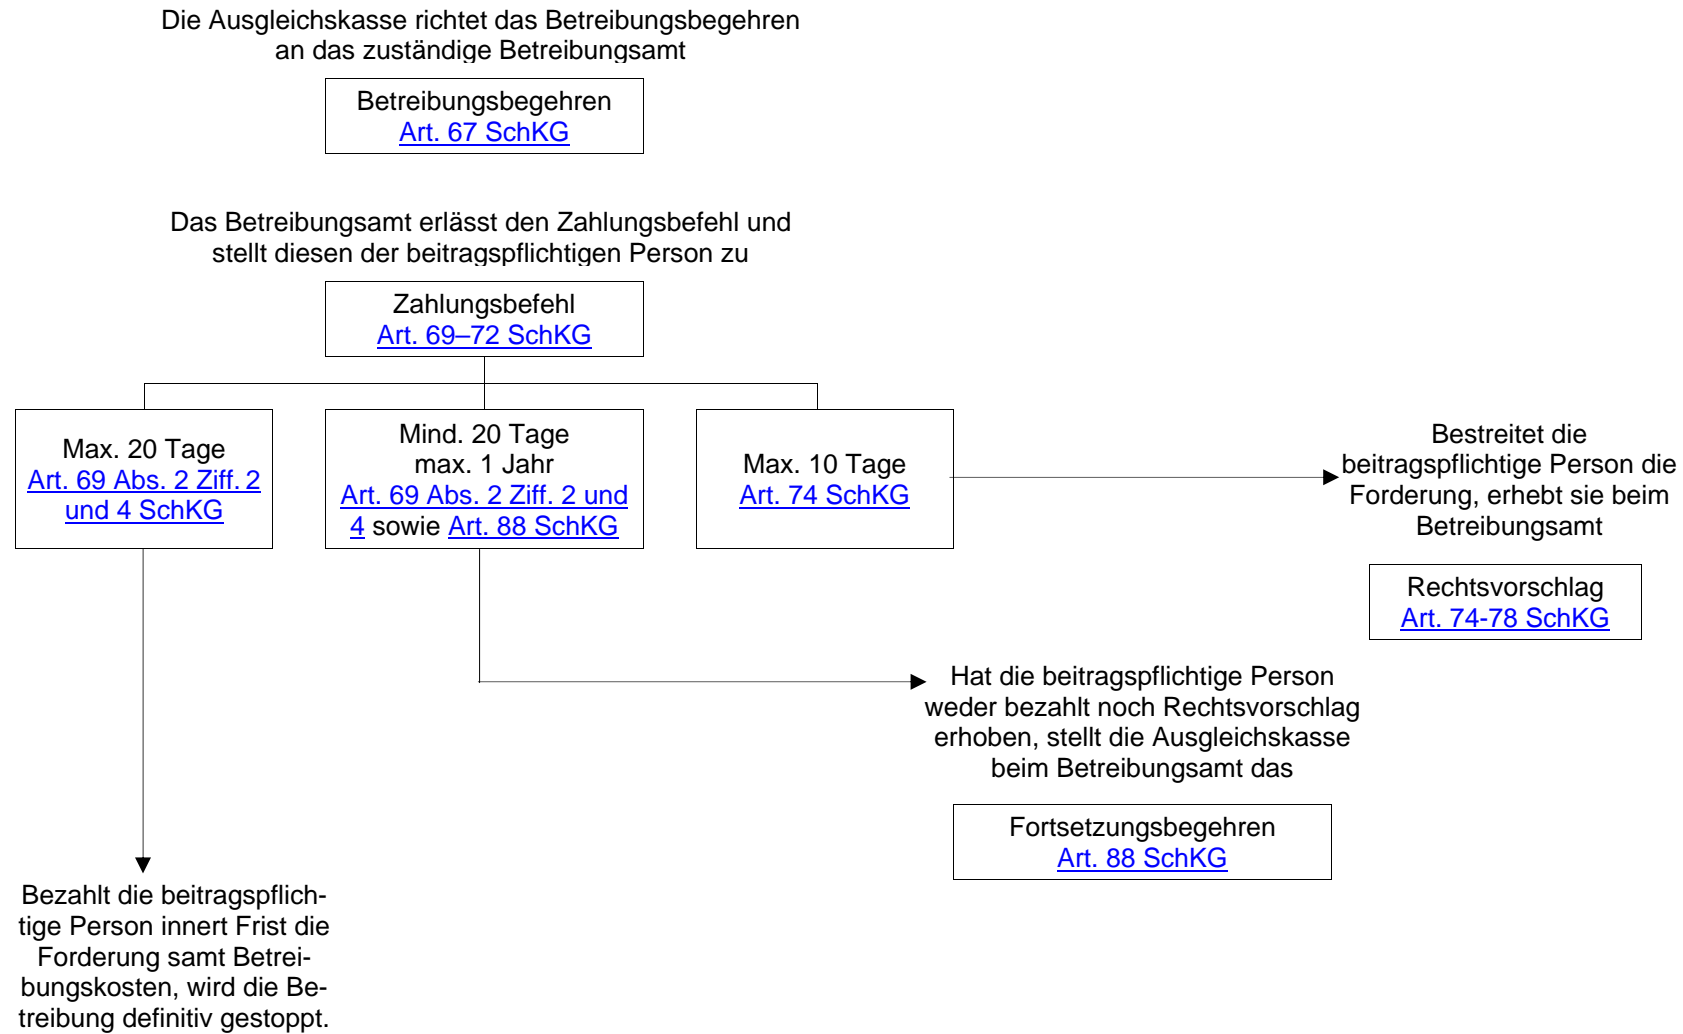 Die Ausgleichskasse richtet das Betreibungsbegehren
an das zuständige Betreibungsamt
Betreibungsbegehren
Art. 67 SchKG
Das Betreibungsamt erlässt den Zahlungsbefehl und
stellt diesen der beitragspflichtigen Person zu
Zahlungsbefehl
Art. 69–72 SchKG
Max. 20 Tage
Art. 69 Abs. 2 Ziff. 2
und 4 SchKG
Mind. 20 Tage
max. 1 Jahr
Art. 69 Abs. 2 Ziff. 2 und
4 sowie Art. 88 SchKG
Max. 10 Tage
Art. 74 SchKG
Bestreitet die
beitragspflichtige Person die
Forderung, erhebt sie beim
Betreibungsamt
Rechtsvorschlag
Art. 74-78 SchKG
Hat die beitragspflichtige Person
weder bezahlt noch Rechtsvorschlag
erhoben, stellt die Ausgleichskasse
beim Betreibungsamt das
Fortsetzungsbegehren
Art. 88 SchKG
Bezahlt die beitragspflich-
tige Person innert Frist die
Forderung samt Betrei-
bungskosten, wird die Be-
treibung definitiv gestoppt.